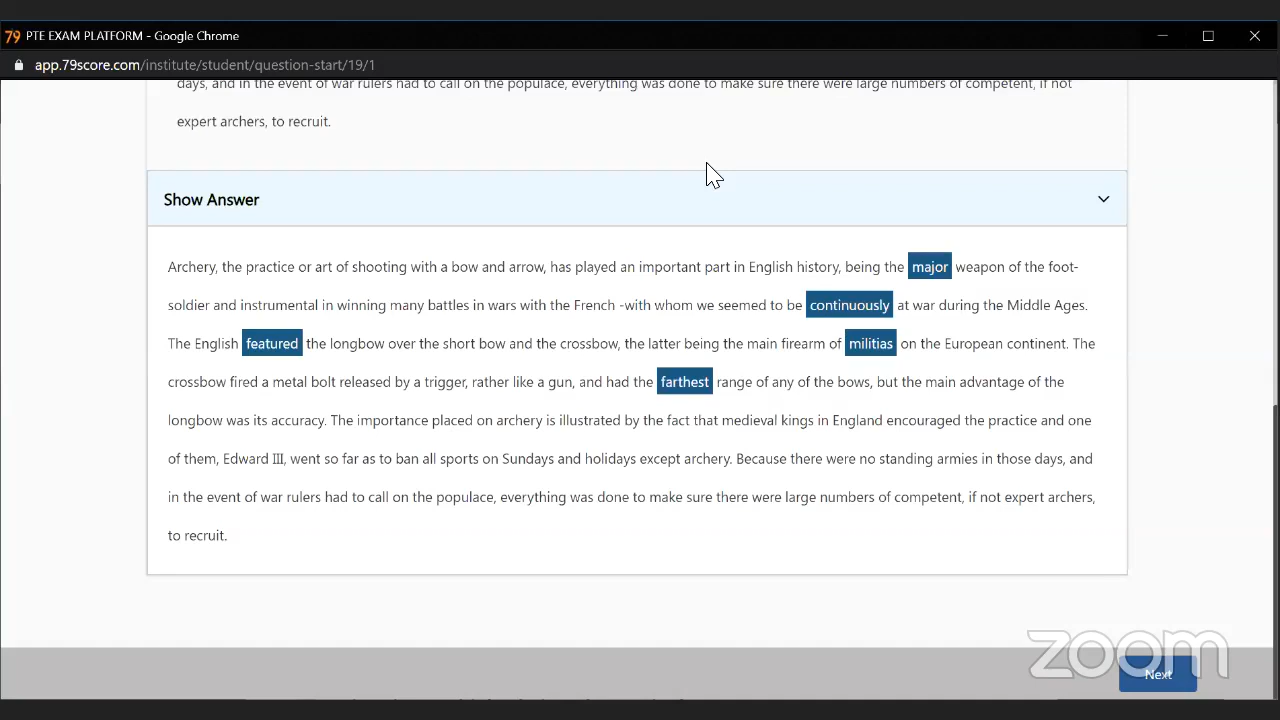 79 PTE EXAM PLATFORM - Google Chrome
app.79score.com/institute/student/question-start/19/1
days, and in the event of war rulers had to call on the populace, everything was done to make sure there were large numbers of competent, if not
expert archers, to recruit.
Show Answer
Archery, the practice or art of shooting with a bow and arrow, has played an important part in English history, being the major weapon of the foot-
soldier and instrumental in winning many battles in wars with the French -with whom we seemed to be continuously at war during the Middle Ages.
The English featured the longbow over the short bow and the crossbow, the latter being the main firearm of militias on the European continent. The
crossbow fired a metal bolt released by a trigger, rather like a gun, and had the farthest range of any of the bows, but the main advantage of the
longbow was its accuracy. The importance placed on archery is illustrated by the fact that medieval kings in England encouraged the practice and one
of them, Edward III, went so far as to ban all sports on Sundays and holidays except archery. Because there were no standing armies in those days, and
in the event of war rulers had to call on the populace, everything was done to make sure there were large numbers of competent, if not expert archers,
to recruit.
zoom
Next